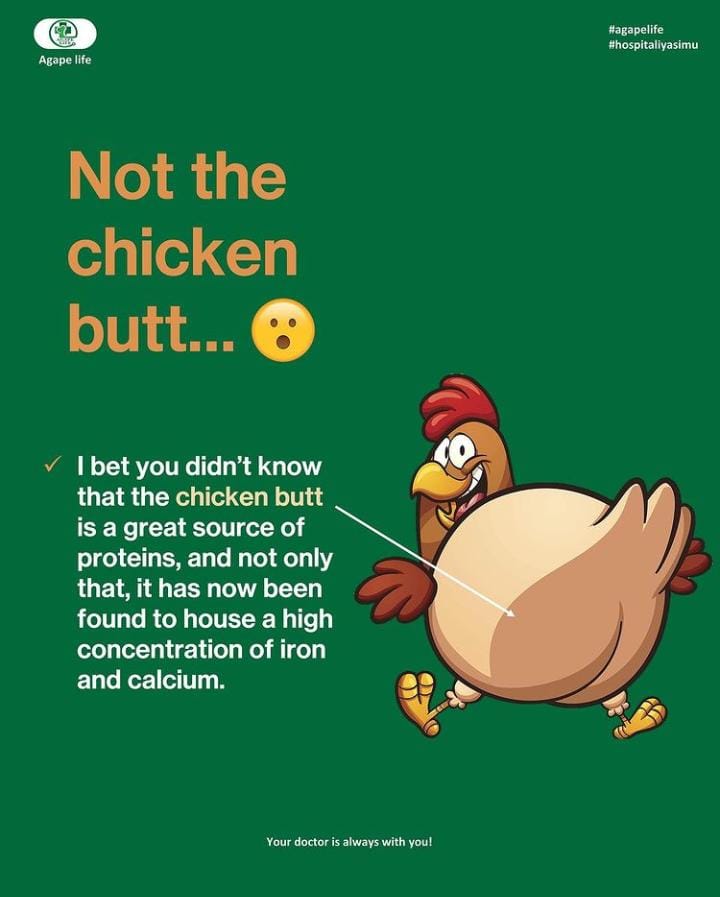 Agape life
#agapelife
#hospitaliyasimu
Not the
chicken
butt...
I bet you didn't know
that the chicken butt
is a great source of
proteins, and not only
that, it has now been
found to house a high
concentration of iron
and calcium.
Your doctor is always with you!